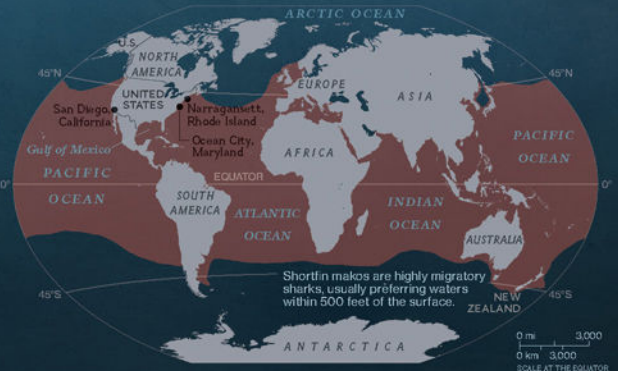 ARCTIC OCEAN
U.S.
NORTH
AMERICA
45°N
45°N
EUROPE
ASIA
UNITED
STATES
San Diego,
California
Narragansett,
Rhode Island
Ocean City,
Maryland
Gulf of Mexico
AFRICA
PACIFIC
OCEAN
PACIFIC
OCEAN
EQUATOR
0°
0°
SOUTH
AMERICA
ATLANTIC
OCEAN
INDIAN
OCEAN
AUSTRALIA
Shortfin makos are highly migratory
sharks, usually preferring waters
within 500 feet of the surface.
45°S
45°S
NEW
ZEALAND
ANTARCTICA
0 mi 3,000
0 km 3,000
SCALE AT THE EQUATOR